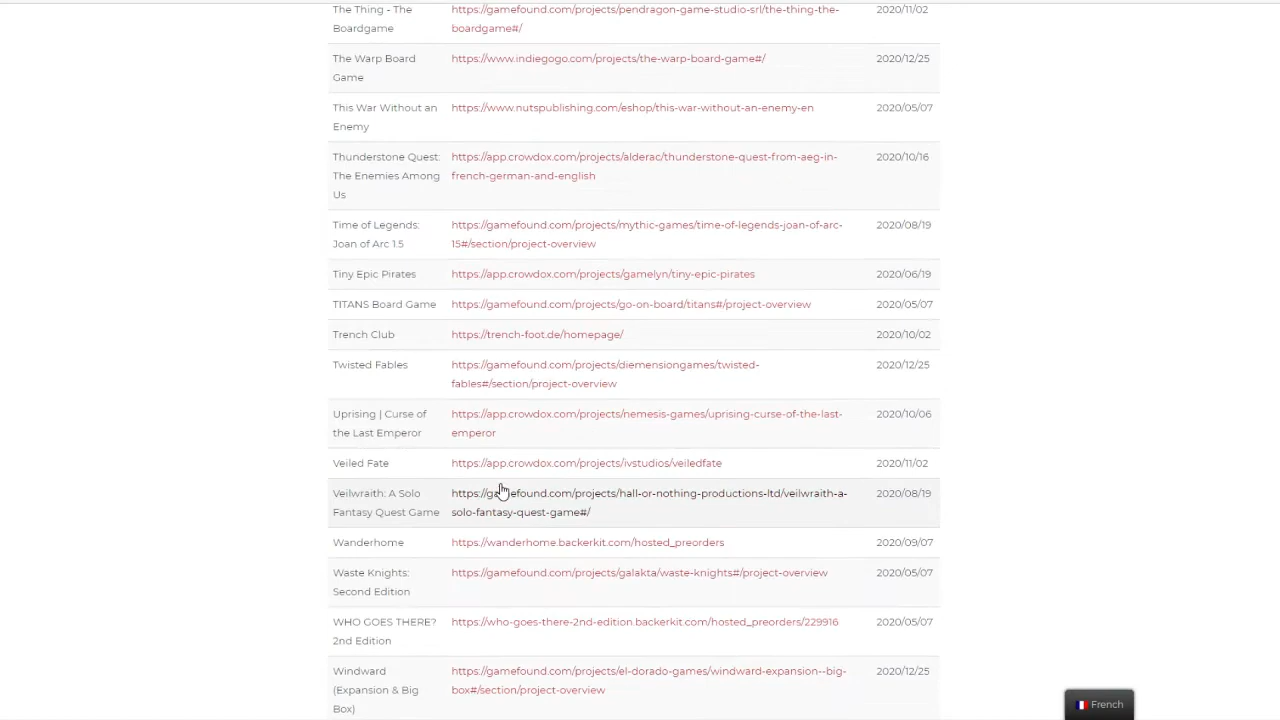 The Thing - The https://gamefound.com/projects/pendragon-game-studio-srl/the-thing-the- 2020/11/02
Boardgame boardgame#/
The Warp Board https://www.indiegogo.com/projects/the-warp-board-game#/ 2020/12/25
Game
This War Without an https://www.nutspublishing.com/eshop/this-war-without-an-enemy-en 2020/05/07
Enemy
Thunderstone Quest: https://app.crowdox.com/projects/alderac/thunderstone-quest-from-aeg-in- 2020/10/16
The Enemies Among french-german-and-english
Us
Time of Legends: https://gamefound.com/projects/mythic-games/time-of-legends-joan-of-arc- 2020/08/19
Joan of Arc 1.5 15#/section/project-overview
Tiny Epic Pirates https://app.crowdox.com/projects/gamelyn/tiny-epic-pirates 2020/06/19
TITANS Board Game https://gamefound.com/projects/go-on-board/titans#/project-overview 2020/05/07
Trench Club https://trench-foot.de/homepage/ 2020/10/02
Twisted Fables https://gamefound.com/projects/diemensiongames/twisted- 2020/12/25
fables#/section/project-overview
Uprising | Curse of https://app.crowdox.com/projects/nemesis-games/uprising-curse-of-the-last- 2020/10/06
the Last Emperor emperor
Veiled Fate https://app.crowdox.com/projects/ivstudios/veiledfate 2020/11/02
Veilwraith: A Solo https://gamefound.com/projects/hall-or-nothing-productions-ltd/veilwraith-a- 2020/08/19
Fantasy Quest Game solo-fantasy-quest-game#/
Wanderhome https://wanderhome.backerkit.com/hosted_preorders 2020/09/07
Waste Knights: https://gamefound.com/projects/galakta/waste-knights#/project-overview 2020/05/07
Second Edition
WHO GOES THERE? https://who-goes-there-2nd-edition.backerkit.com/hosted_preorders/229916 2020/05/07
2nd Edition
Windward https://gamefound.com/projects/el-dorado-games/windward-expansion--big- 2020/12/25
(Expansion & Big box#/section/project-overview
Box)
French